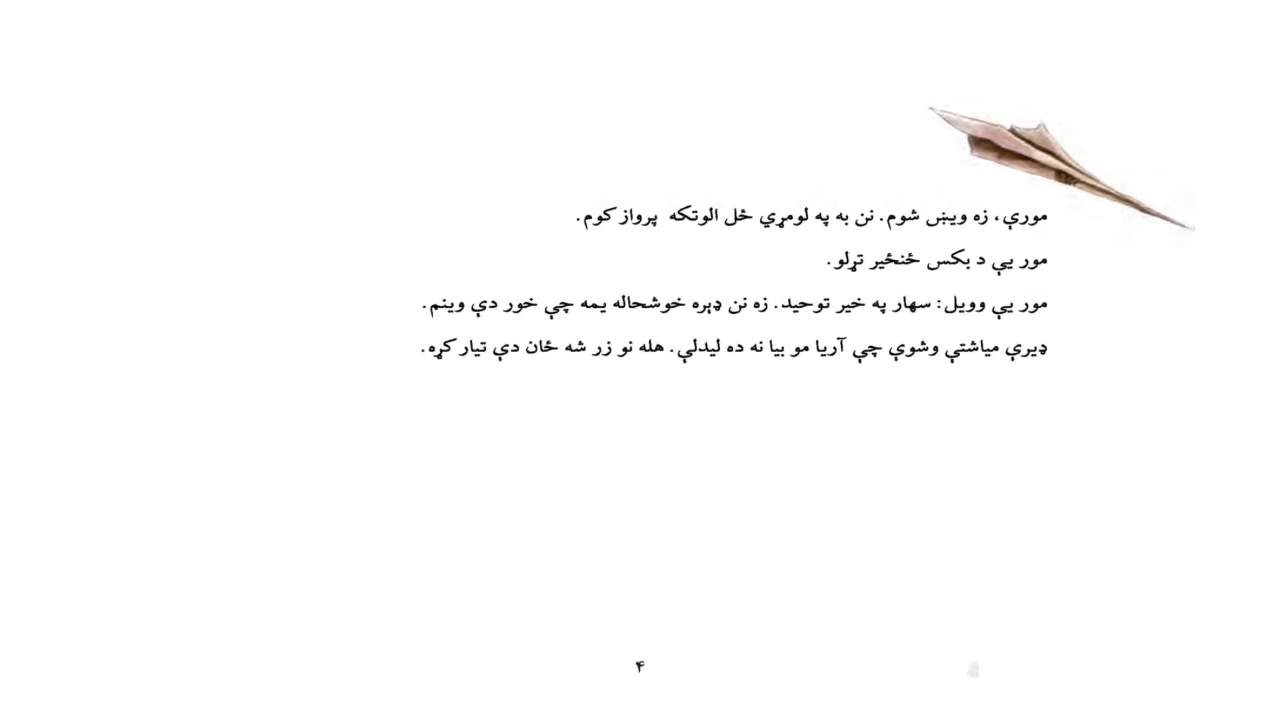 مورې، زه ويښ شوم. نن به په لومړي ځل الوتکه پرواز کوم.
مور يې د بکس ځنځير تړلو.
مور يې وويل: سهار په خير توحيد. زه نن ډېره خوشحاله يمه چې خور دې وينم.
ډيرې مياشتې وشوې چې آريا مو بيا نه ده ليدلې. هله نو زر شه ځان دې تيار کړه.
۴